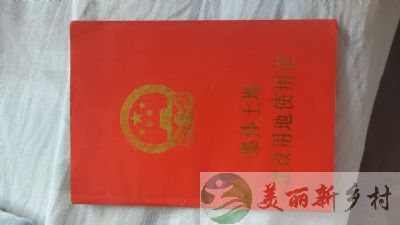 集体土地
建设用地使用证
美丽新乡村